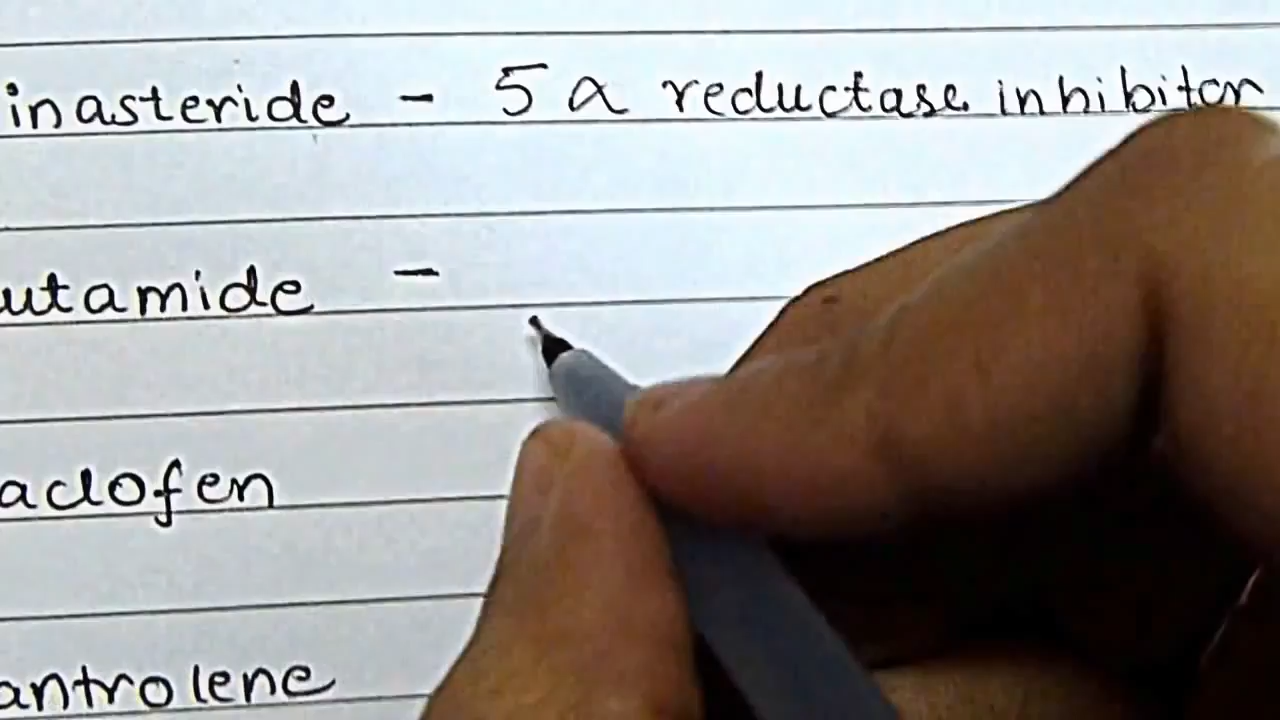 inasteride - 5 α reductase inhibitor
utamide -
aclofen
antrolene